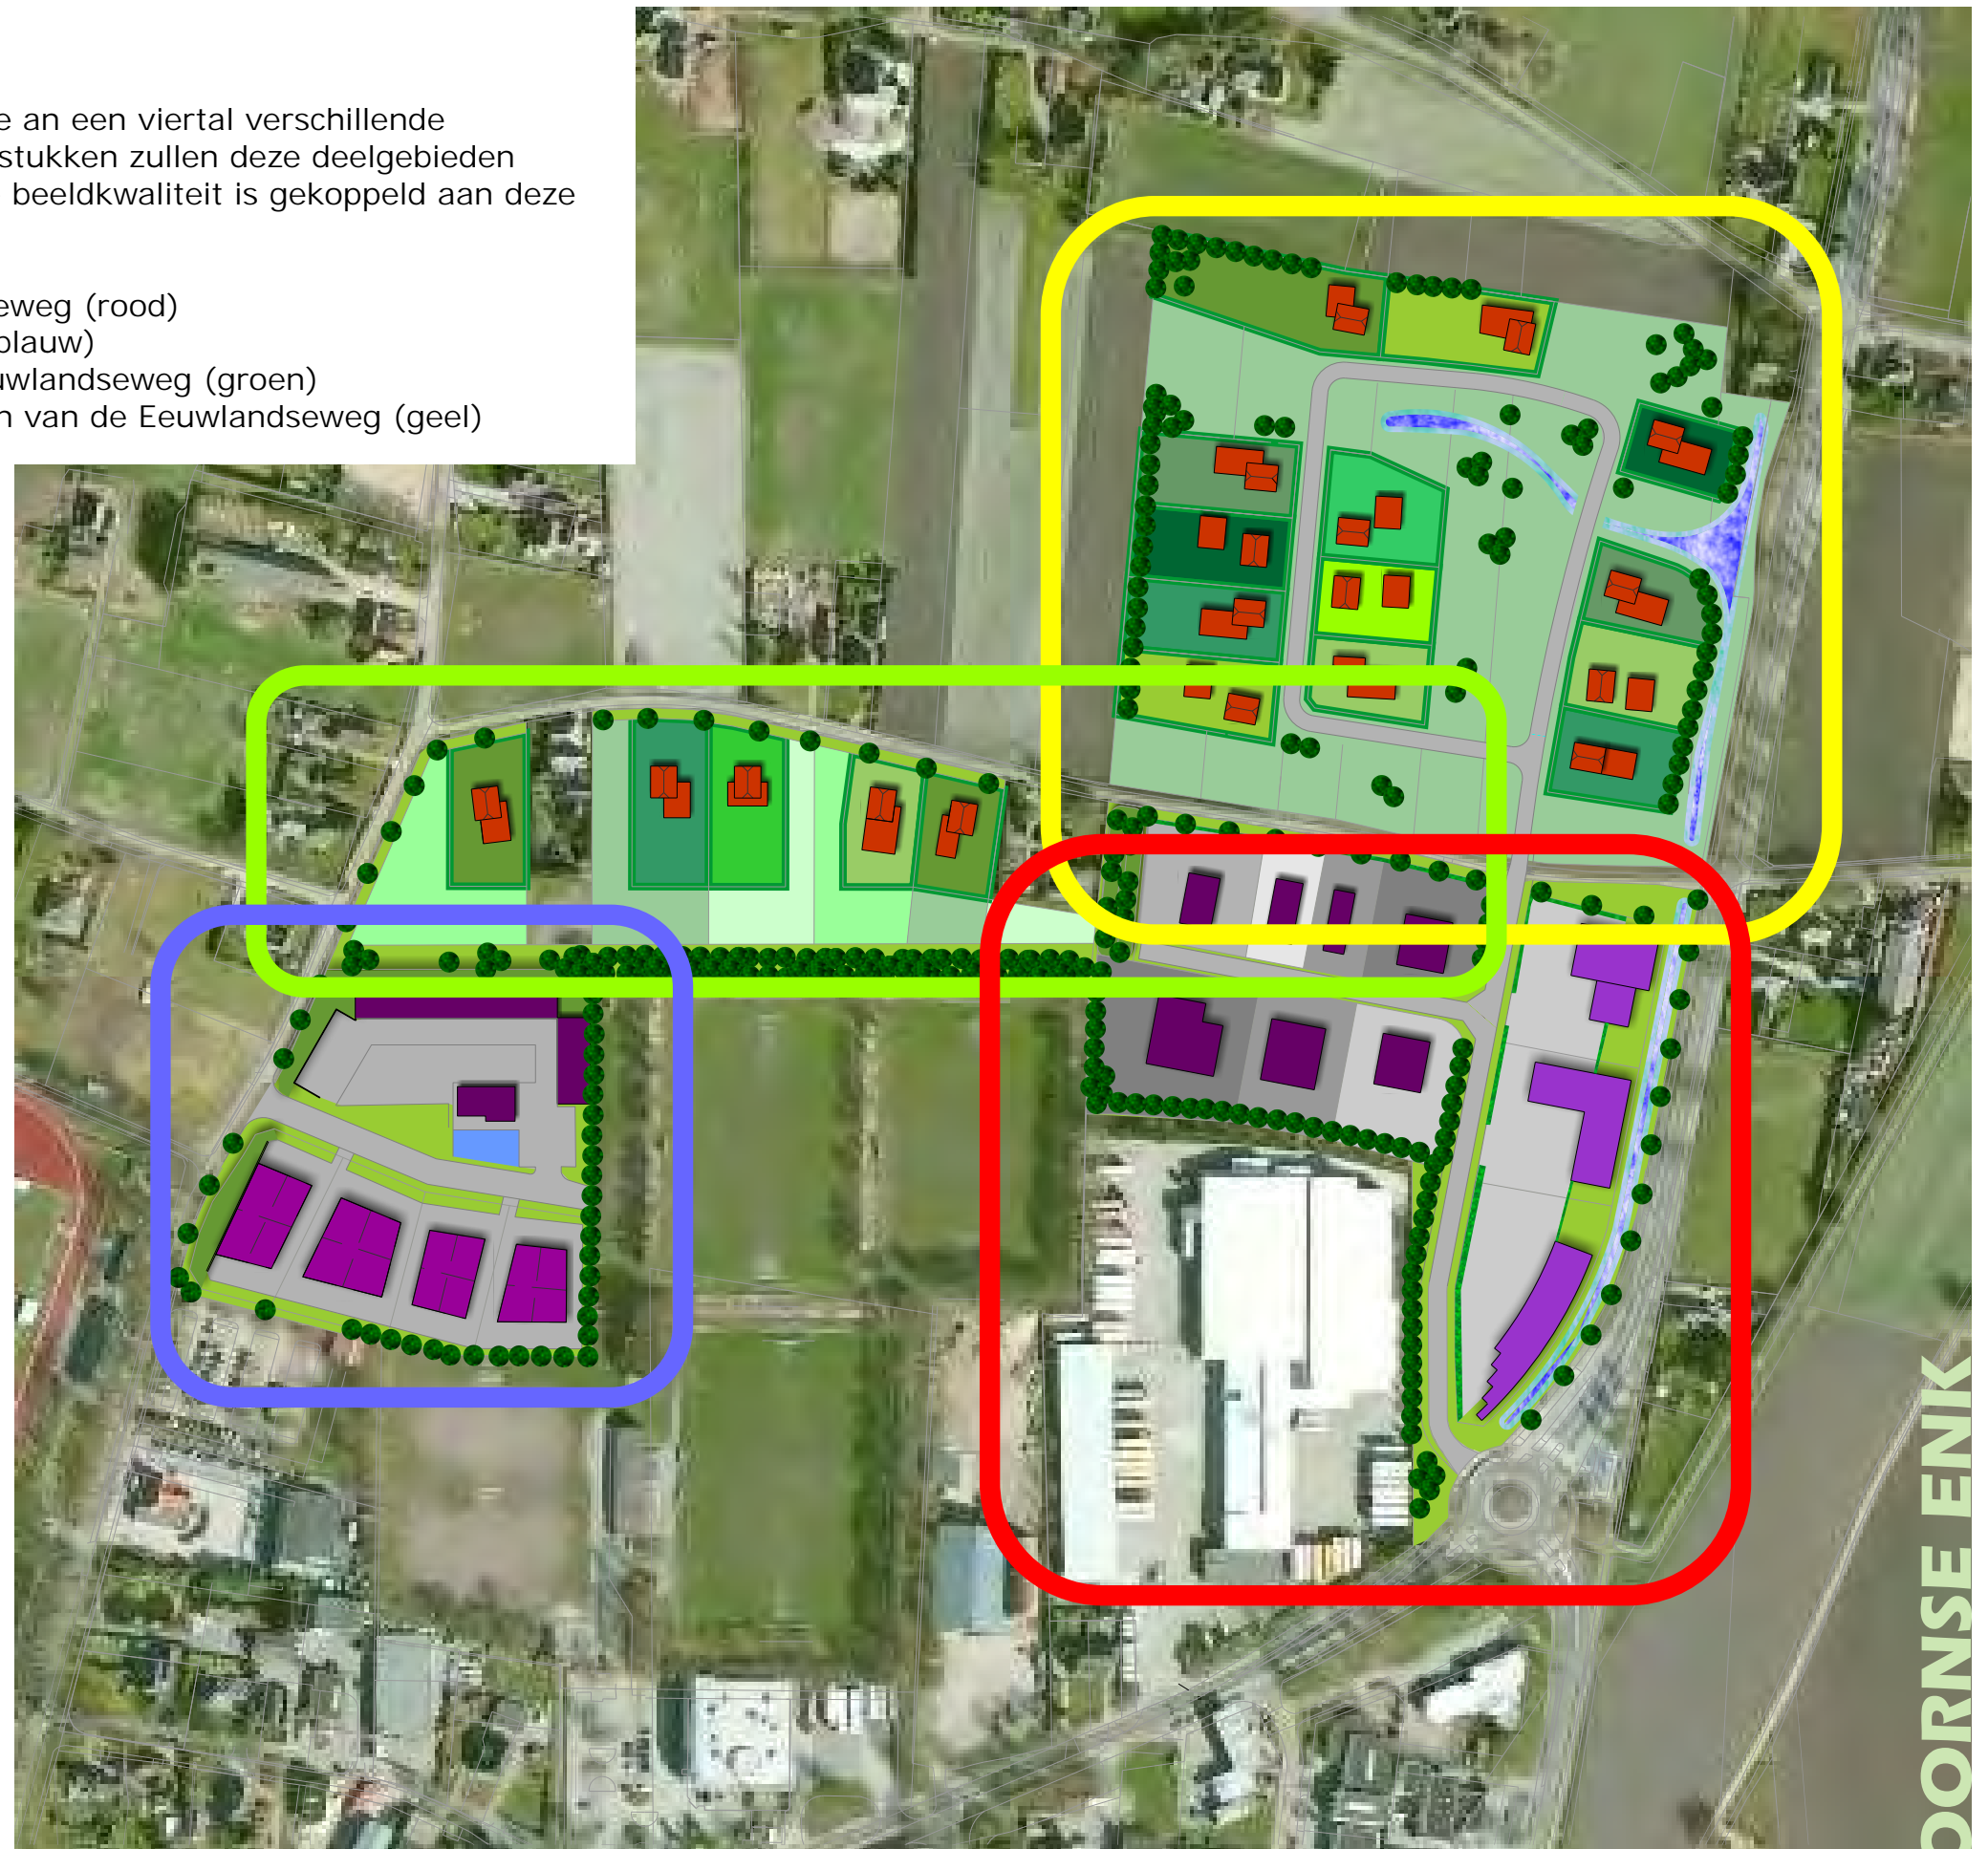 e an een viertal verschillende
stukken zullen deze deelgebieden
beeldkwaliteit is gekoppeld aan deze
eweg (rood)
blauw)
uwlandseweg (groen)
n van de Eeuwlandseweg (geel)
OORNSE ENK